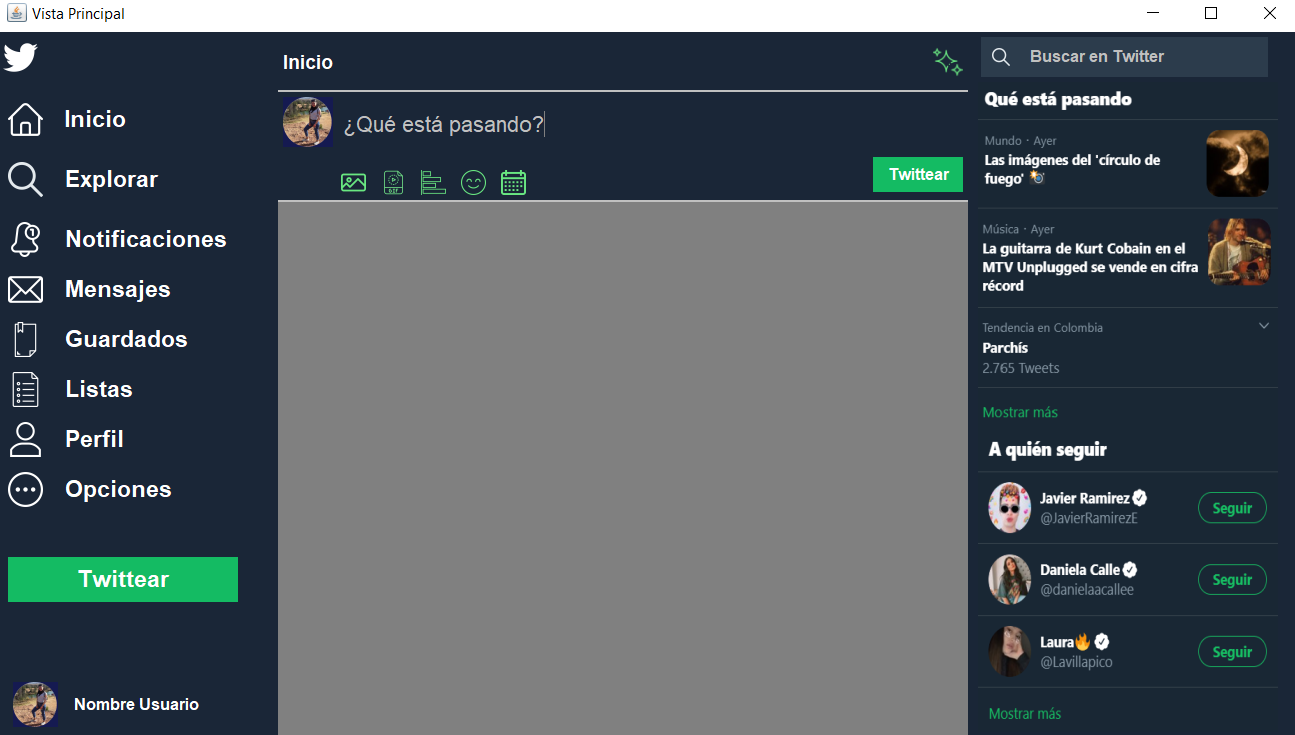 Vista Principal
Inicio
Explorar
Notificaciones
Mensajes
Guardados
Listas
Perfil
Opciones
Twittear
Nombre Usuario
Inicio
¿Qué está pasando?
GIF
Twittear
Buscar en Twitter
Qué está pasando
Mundo · Ayer
Las imágenes del 'círculo de
fuego' 📸
Música · Ayer
La guitarra de Kurt Cobain en el
MTV Unplugged se vende en cifra
récord
Tendencia en Colombia
Parchís
2.765 Tweets
Mostrar más
A quién seguir
Javier Ramirez
@JavierRamirezE
Seguir
Daniela Calle
@danielaacallee
Seguir
Laura🔥
@Lavillapico
Seguir
Mostrar más